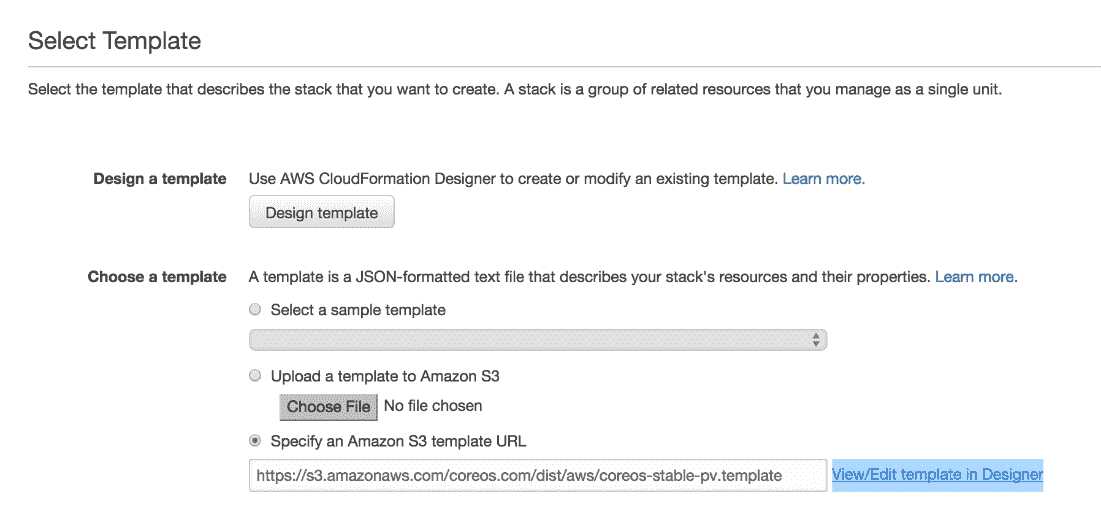 Select Template
Select the template that describes the stack that you want to create. A stack is a group of related resources that you manage as a single unit.
Design a template Use AWS CloudFormation Designer to create or modify an existing template. Learn more.
Design template
Choose a template A template is a JSON-formatted text file that describes your stack's resources and their properties. Learn more.
Select a sample template
Upload a template to Amazon S3
Choose File No file chosen
Specify an Amazon S3 template URL
https://s3.amazonaws.com/coreos.com/dist/aws/coreos-stable-pv.template View/Edit template in Designer